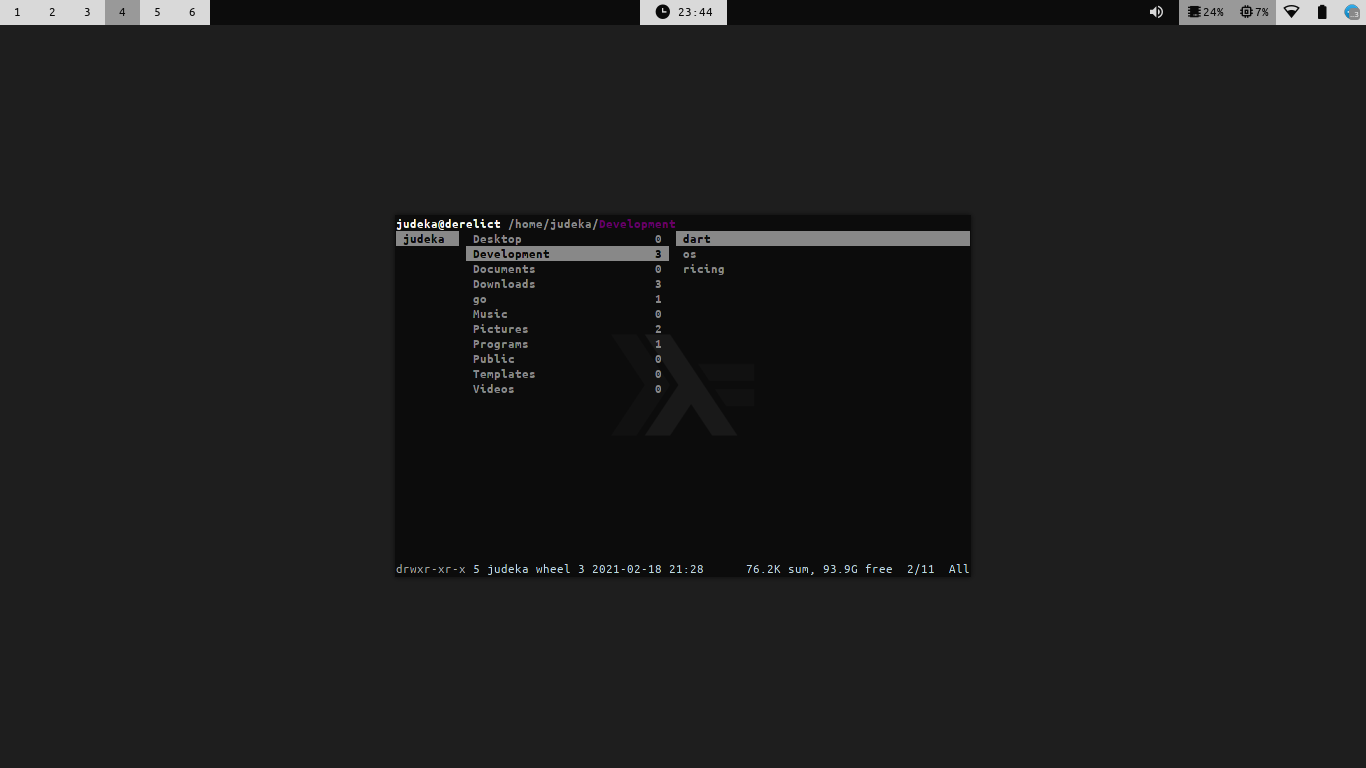 1 2 3 4 5 6 23:44 24% 7% 3
judeka@derelict /home/judeka/Development
judeka Desktop 0 dart
Development 3 os
Documents 0 ricing
Downloads 3
go 1
Music 0
Pictures 2
Programs 1
Public 0
Templates 0
Videos 0
drwxr-xr-x 5 judeka wheel 3 2021-02-18 21:28 76.2K sum, 93.9G free 2/11 All